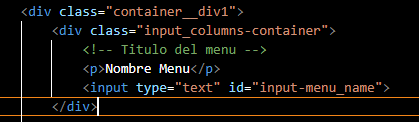 <div class="container__div1">
<div class="input_columns-container">
<!-- Titulo del menu -->
<p>Nombre Menu</p>
<input type="text" id="input-menu_name">
</div>